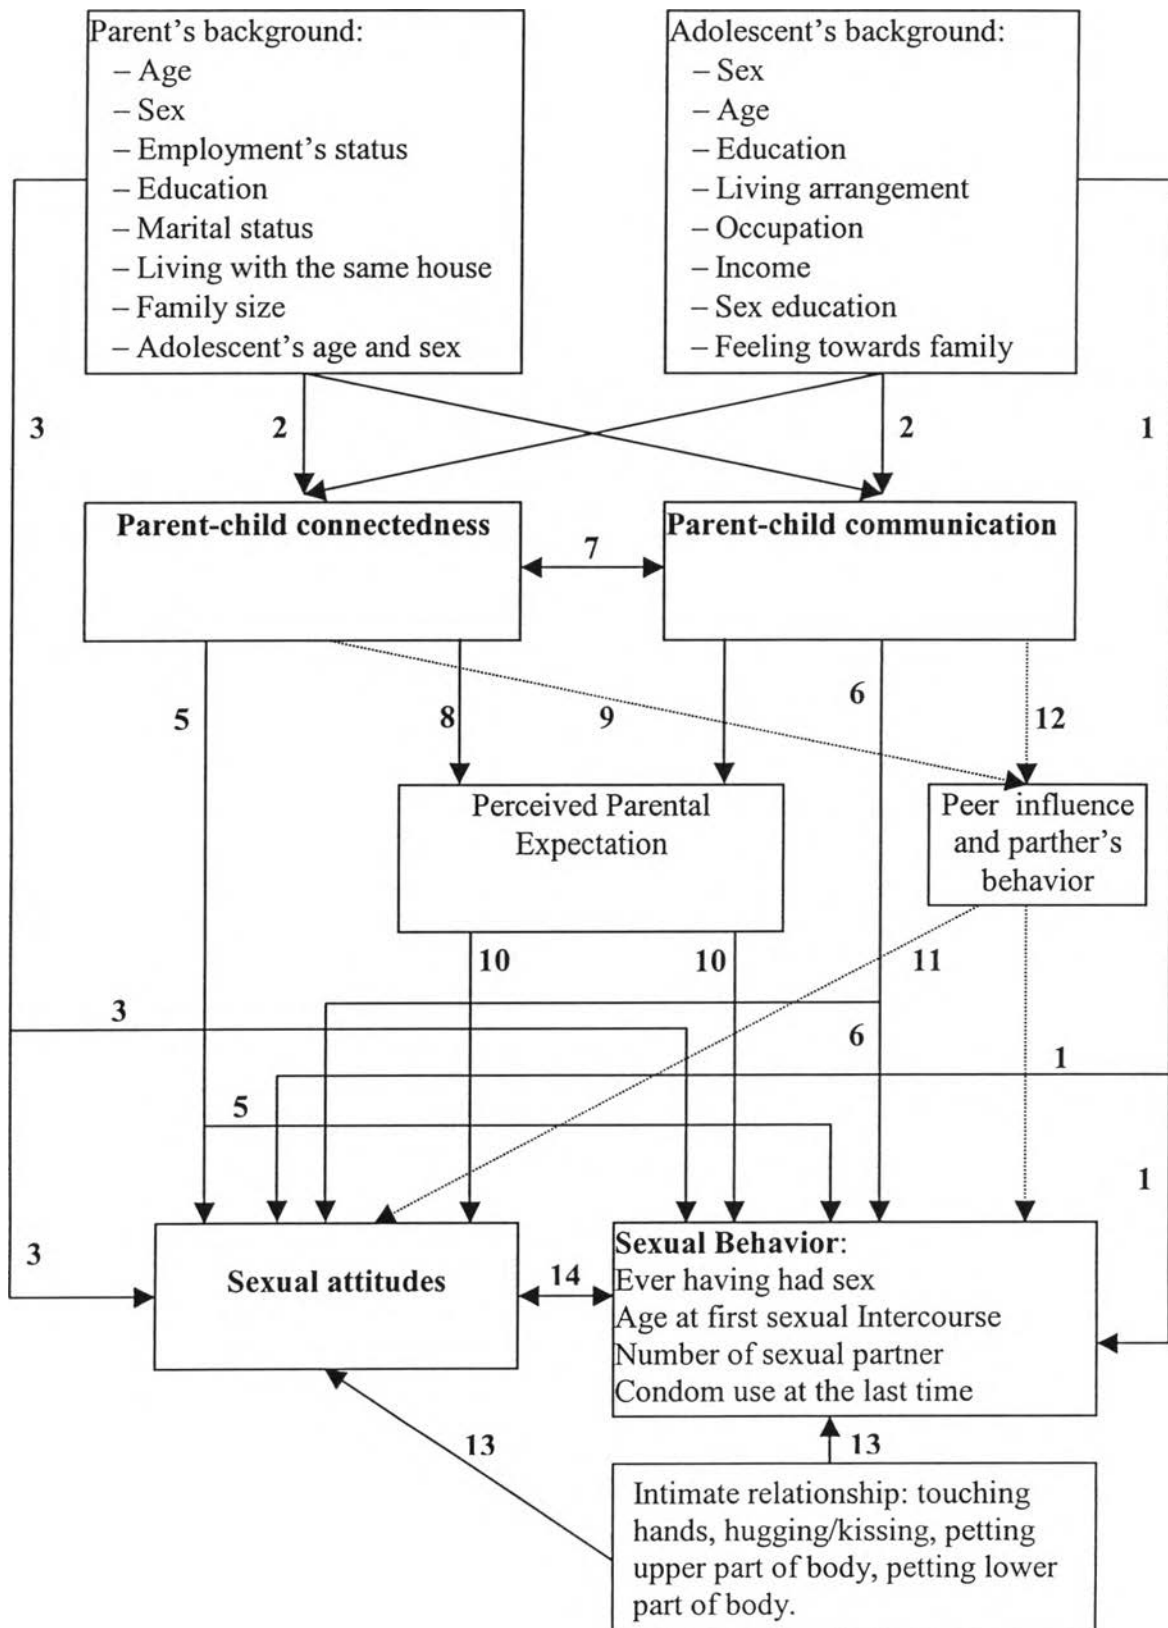 Parent's background:
– Age
– Sex
– Employment's status
– Education
– Marital status
– Living with the same house
– Family size
– Adolescent's age and sex
Adolescent's background:
– Sex
– Age
– Education
– Living arrangement
– Occupation
– Income
– Sex education
– Feeling towards family
3
2
2
1
Parent-child connectedness
7
Parent-child communication
5
8
9
6
12
Perceived Parental
Expectation
Peer influence
and parther's
behavior
10
10
11
3
6
1
5
1
3
Sexual attitudes
14
Sexual Behavior:
Ever having had sex
Age at first sexual Intercourse
Number of sexual partner
Condom use at the last time
13
13
Intimate relationship: touching
hands, hugging/kissing, petting
upper part of body, petting lower
part of body.